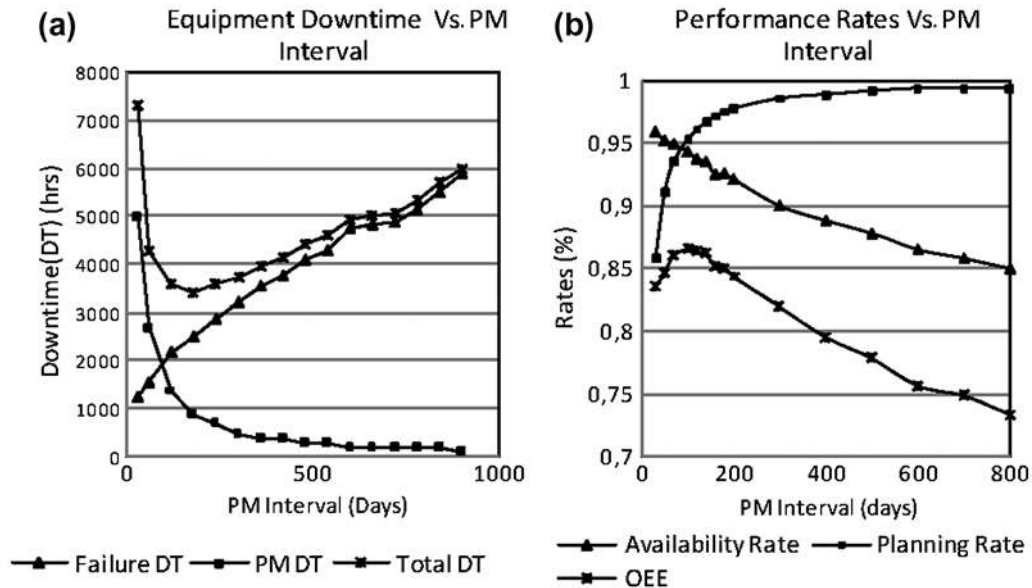 (a) Equipment Downtime Vs. PM
Interval
8000
7000
6000
5000
4000
3000
2000
1000
0
Downtime(DT) (hrs)
0 500 1000
PM Interval (Days)
Failure DT PM DT Total DT
(b) Performance Rates Vs. PM
Interval
1
0,95
0,9
0,85
0,8
0,75
0,7
Rates (%)
0 200 400 600 800
PM Interval (days)
Availability Rate Planning Rate
OEE